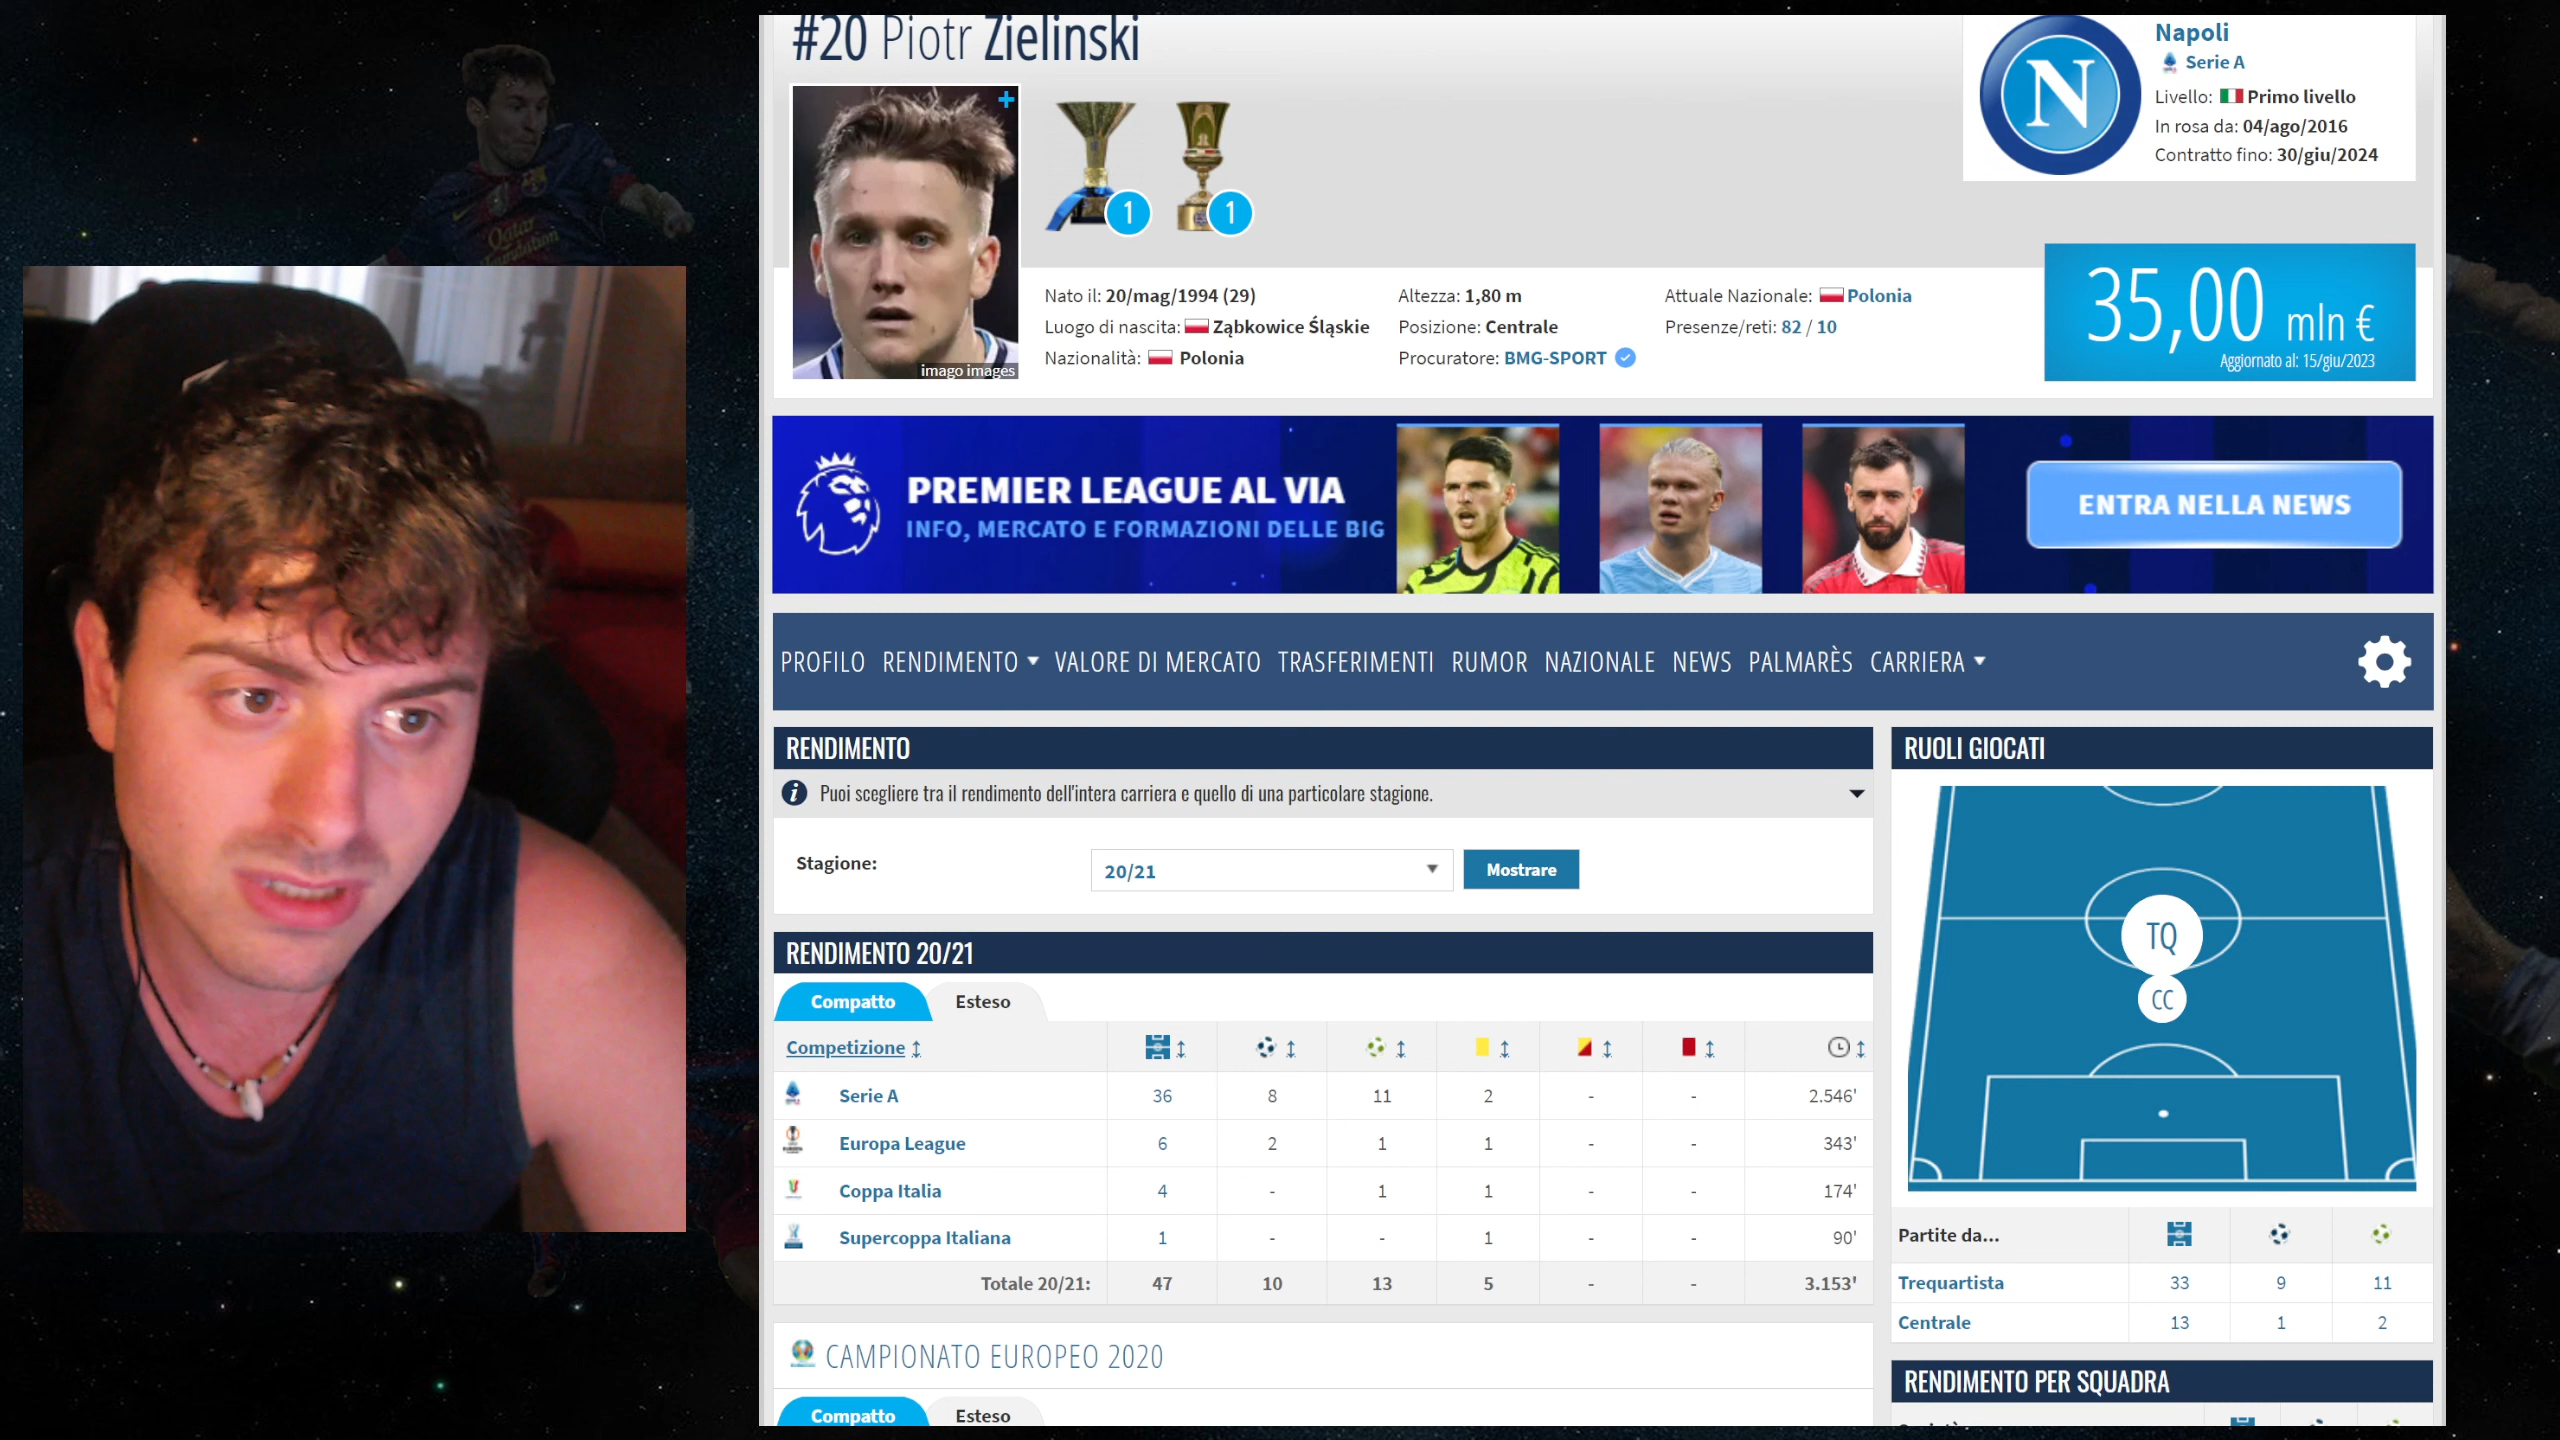 #20 Piotr Zielinski
imago images
1
1
Nato il: 20/mag/1994 (29)
Luogo di nascita: Ząbkowice Śląskie
Nazionalità: Polonia
Altezza: 1,80 m
Posizione: Centrale
Procuratore: BMG-SPORT
Attuale Nazionale: Polonia
Presenze/reti: 82 / 10
N
Napoli
Serie A
Livello: Primo livello
In rosa da: 04/ago/2016
Contratto fino: 30/giu/2024
35,00 mln €
Aggiornato al: 15/giu/2023
Qatar
Foundation
PREMIER LEAGUE AL VIA
INFO, MERCATO E FORMAZIONI DELLE BIG
ENTRA NELLA NEWS
PROFILO RENDIMENTO VALORE DI MERCATO TRASFERIMENTI RUMOR NAZIONALE NEWS PALMARÈS CARRIERA
RENDIMENTO
Puoi scegliere tra il rendimento dell'intera carriera e quello di una particolare stagione.
Stagione: 20/21 Mostrare
RENDIMENTO 20/21
Compatto Esteso
Competizione
Serie A 36 8 11 2 - - 2.546'
Europa League 6 2 1 1 - - 343'
Coppa Italia 4 - 1 1 - - 174'
Supercoppa Italiana 1 - - 1 - - 90'
Totale 20/21: 47 10 13 5 - - 3.153'
CAMPIONATO EUROPEO 2020
Compatto Esteso
RUOLI GIOCATI
TQ
CC
Partite da...
Trequartista 33 9 11
Centrale 13 1 2
RENDIMENTO PER SQUADRA